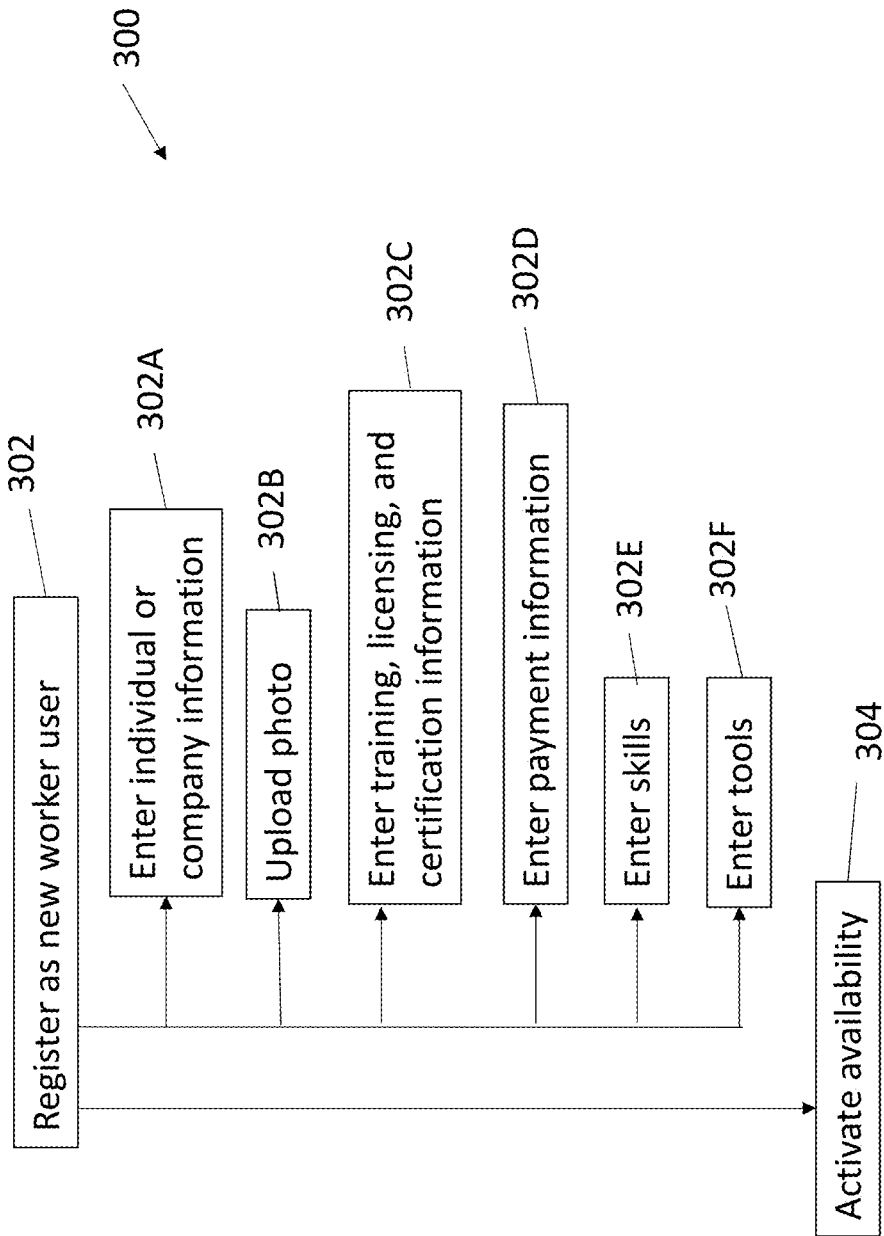 300
Register as new worker user
302
Enter individual or
company information
302A
Upload photo
302B
Enter training, licensing, and
certification information
302C
Enter payment information
302D
Enter skills
302E
Enter tools
302F
Activate availability
304